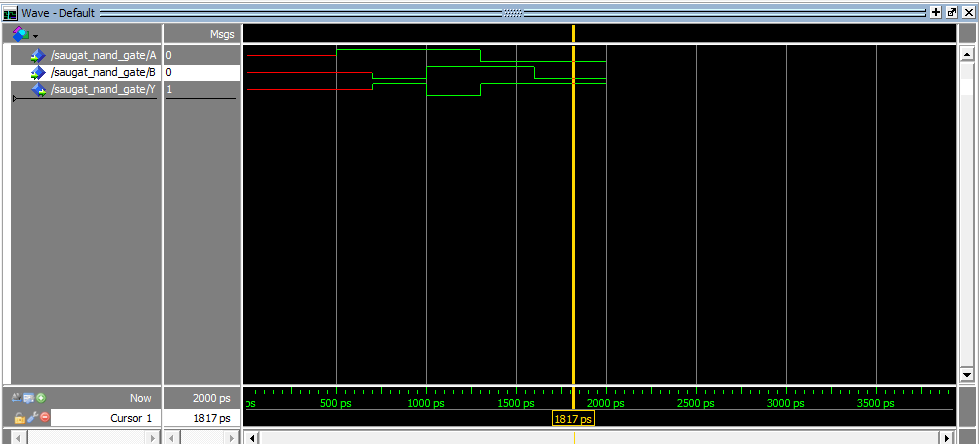 Wave - Default
Msgs
/saugat_nand_gate/A 0
/saugat_nand_gate/B 0
/saugat_nand_gate/Y 1
Now 2000 ps
ps 500 ps 1000 ps 1500 ps 2000 ps 2500 ps 3000 ps 3500 ps
Cursor 1 1817 ps
1817 ps